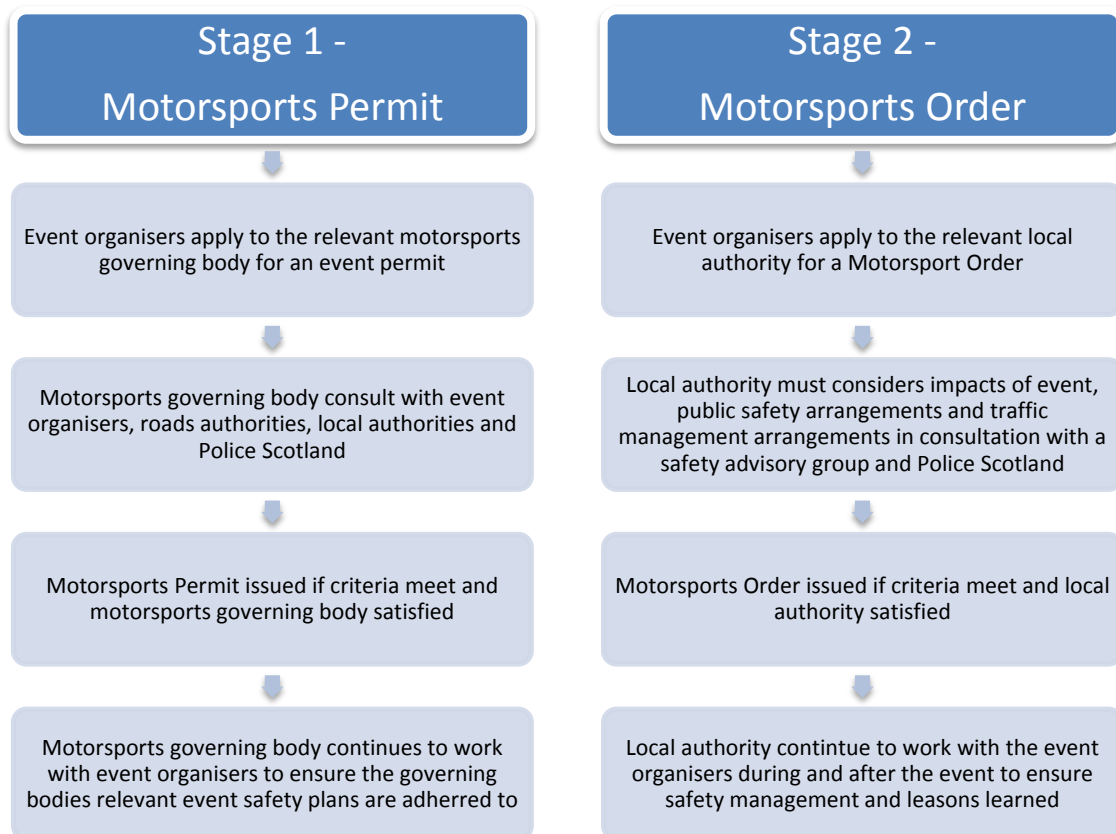 Stage 1 -
Motorsports Permit
Event organisers apply to the relevant motorsports
governing body for an event permit
Motorsports governing body consult with event
organisers, roads authorities, local authorities and
Police Scotland
Motorsports Permit issued if criteria meet and
motorsports governing body satisfied
Motorsports governing body continues to work
with event organisers to ensure the governing
bodies relevant event safety plans are adherred to
Stage 2 -
Motorsports Order
Event organisers apply to the relevant local
authority for a Motorsport Order
Local authority must considers impacts of event,
public safety arrangements and traffic
management arrangements in consultation with a
safety advisory group and Police Scotland
Motorsports Order issued if criteria meet and local
authority satisfied
Local authority contintue to work with the event
organisers during and after the event to ensure
safety management and leasons learned